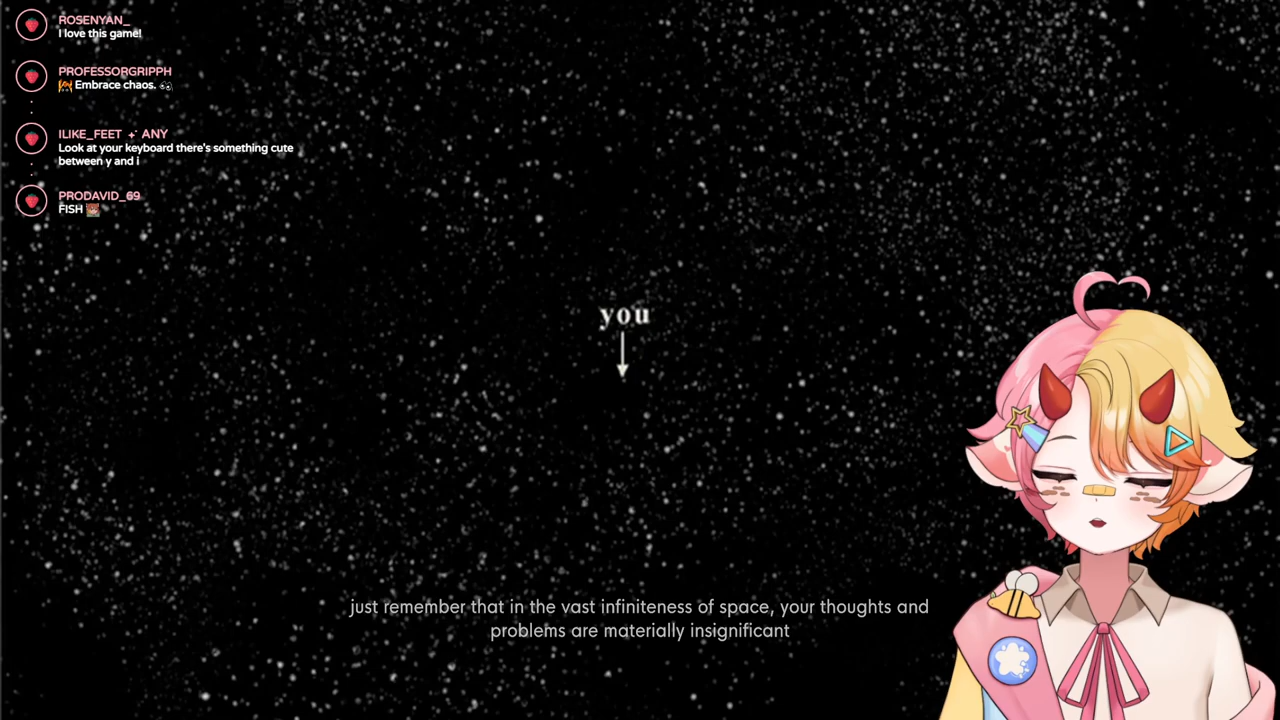 ROSENYAN_
I love this game!
PROFESSORGRIPPH
Embrace chaos.
ILIKE_FEET ✧ ANY
Look at your keyboard there's something cute
between y and i
PRODAVID_69
FISH
you
just remember that in the vast infiniteness of space, your thoughts and
problems are materially insignificant